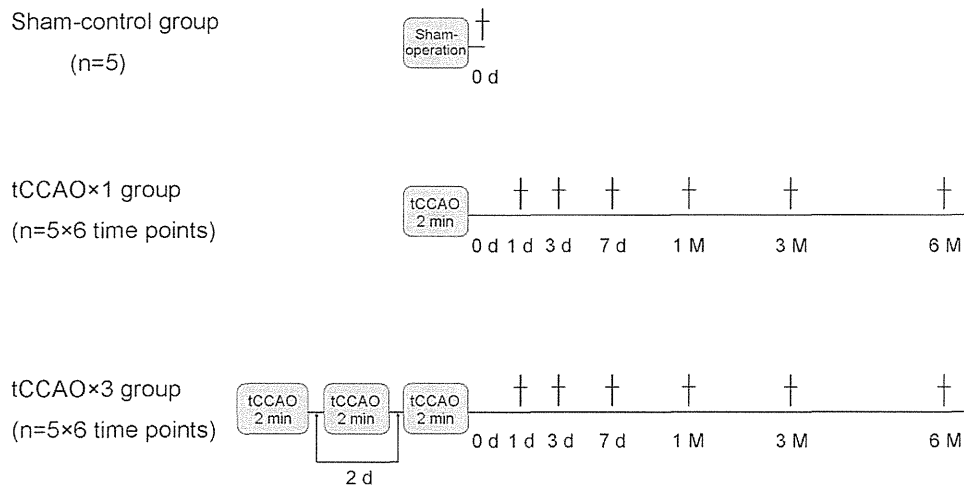 Sham-control group
(n=5)
Sham-
operation
0 d
tCCAO×1 group
(n=5×6 time points)
tCCAO
2 min
0 d 1 d 3 d 7 d 1 M 3 M 6 M
tCCAO×3 group
(n=5×6 time points)
tCCAO
2 min
tCCAO
2 min
tCCAO
2 min
0 d 1 d 3 d 7 d 1 M 3 M 6 M
2 d